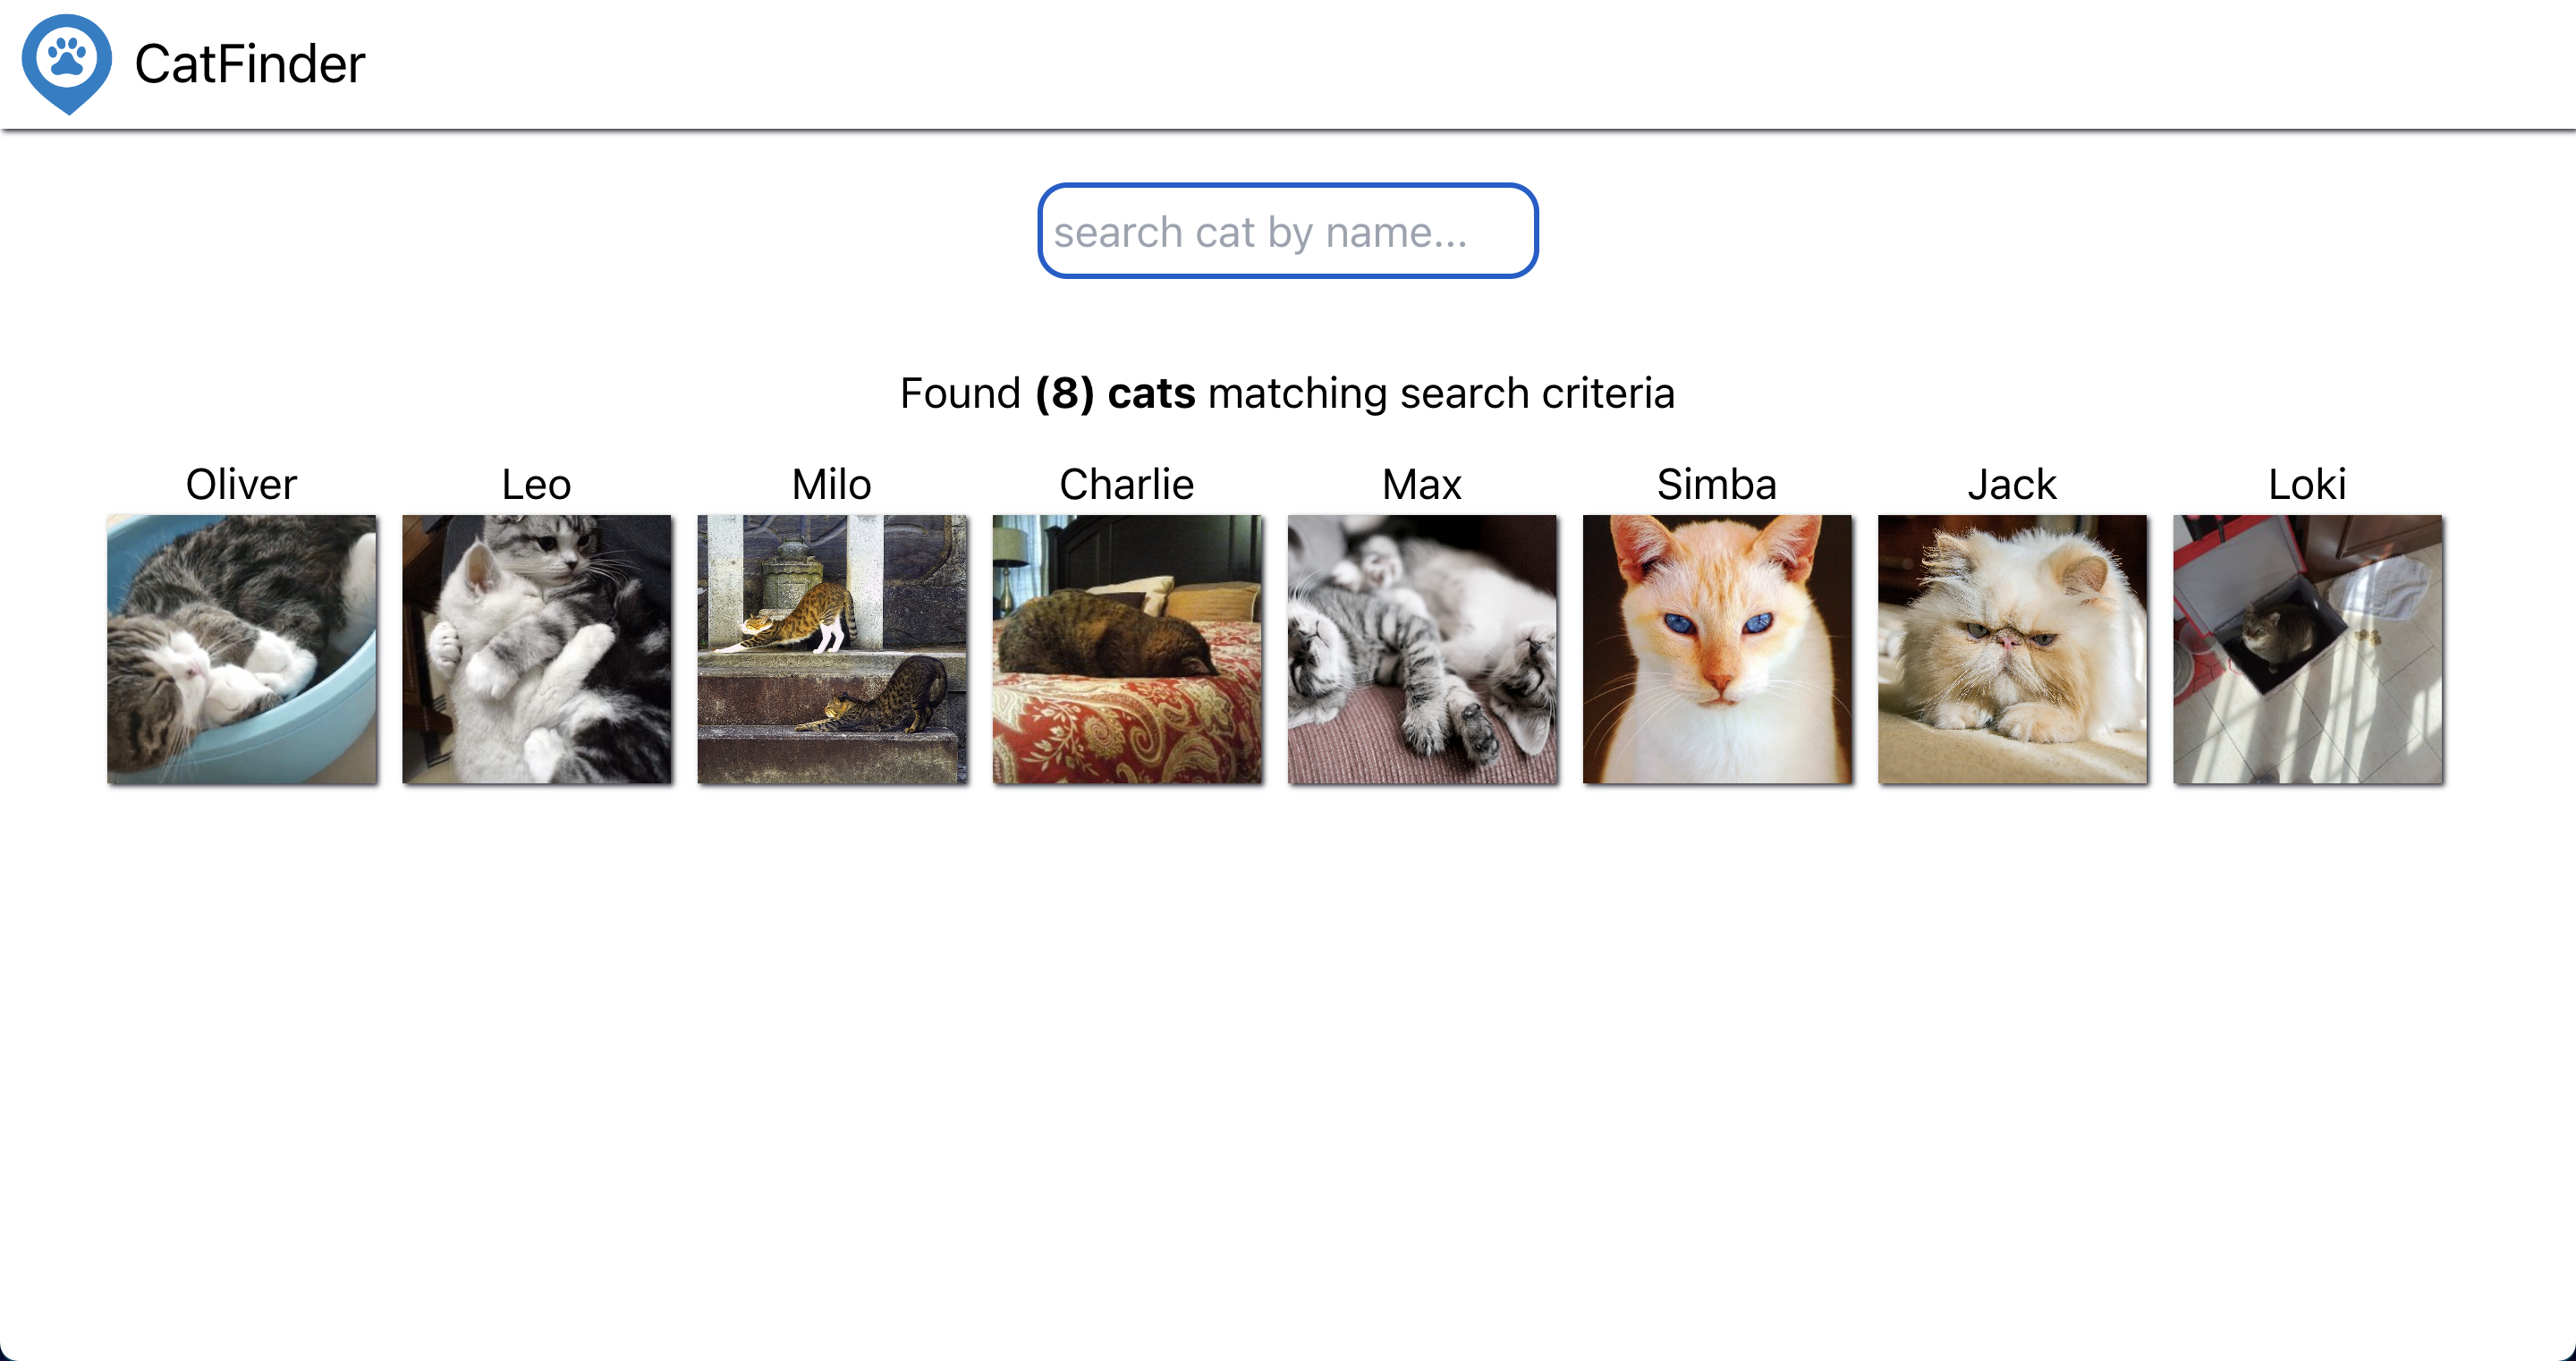 CatFinder
search cat by name...
Found (8) cats matching search criteria
Oliver Leo Milo Charlie Max Simba Jack Loki